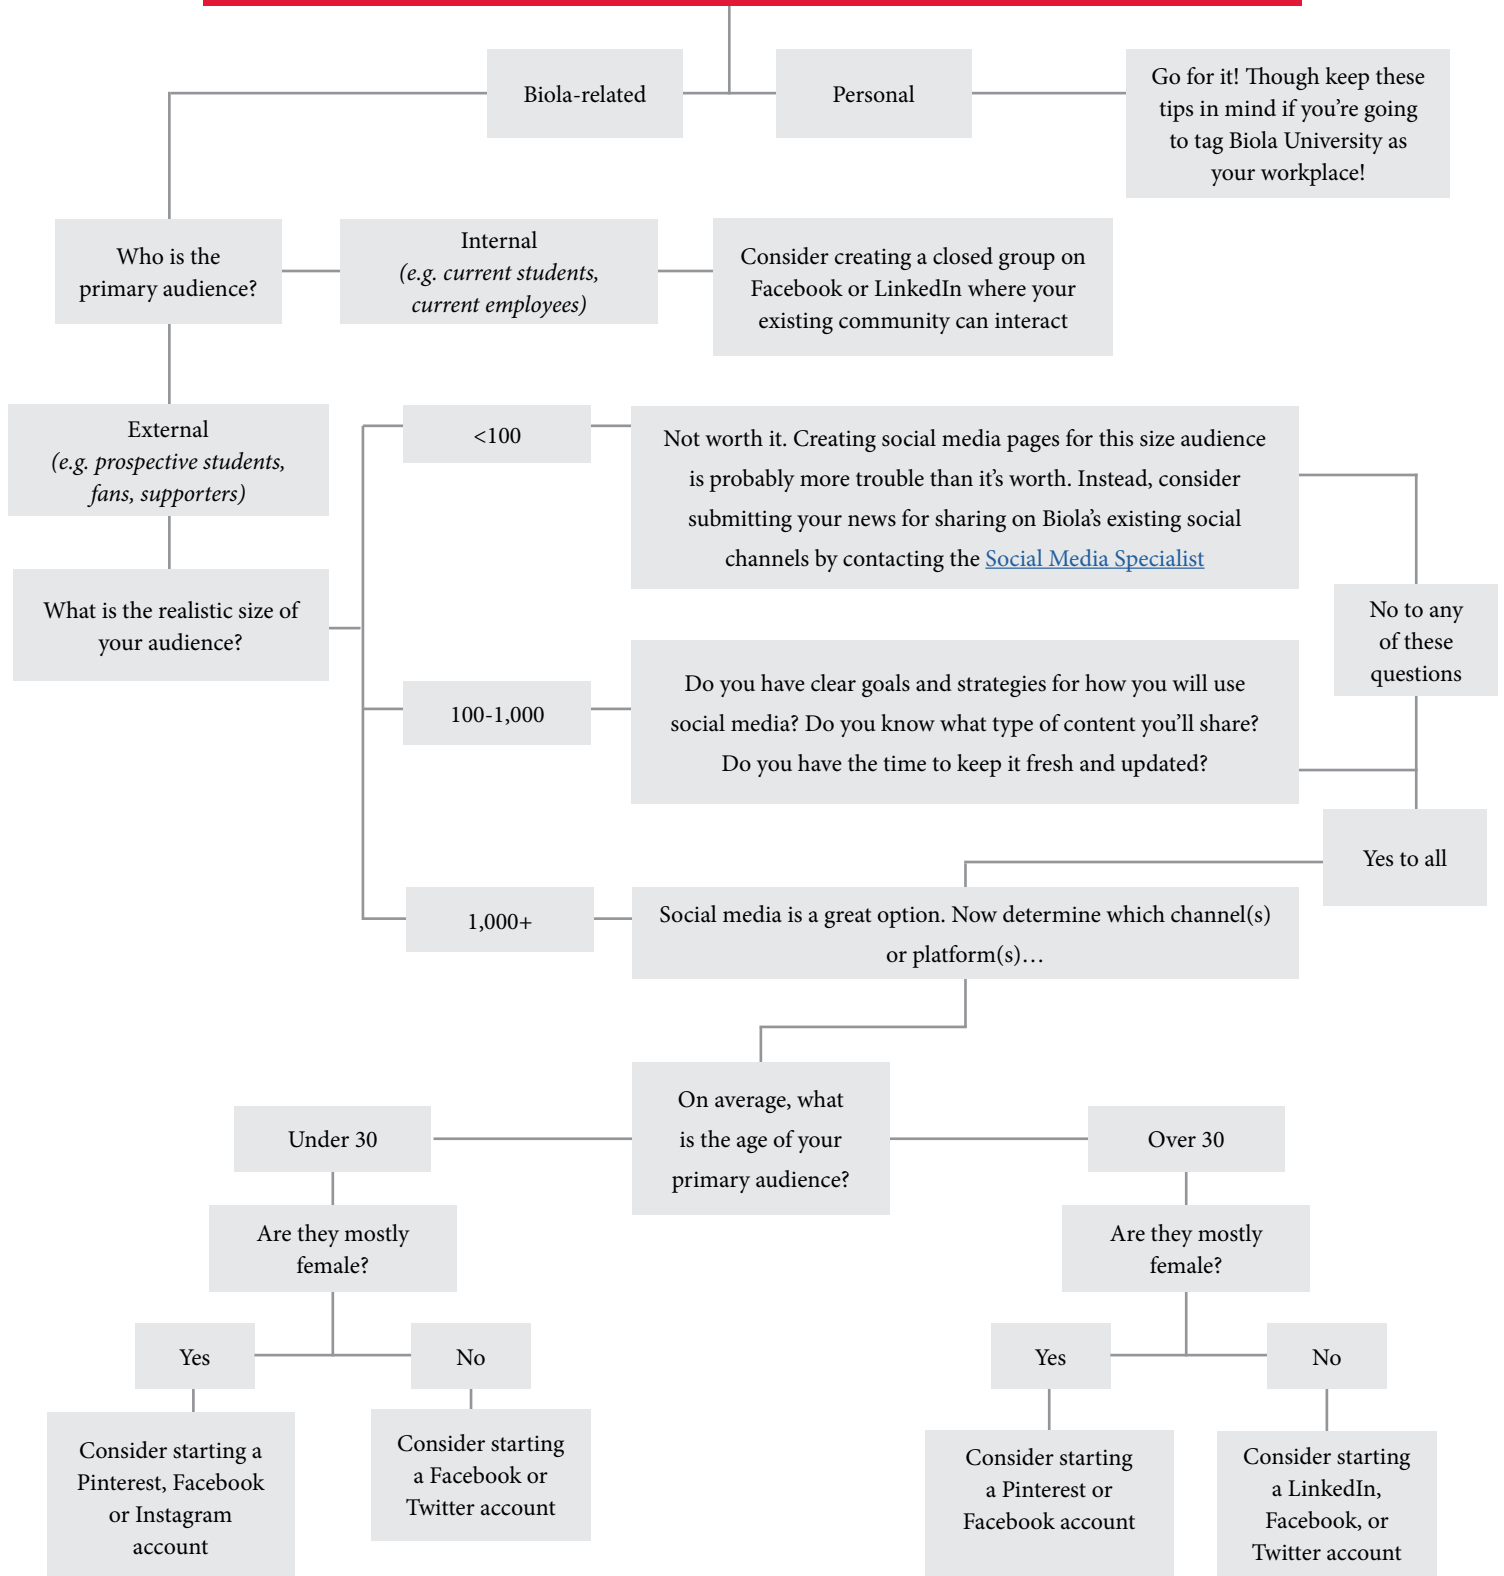 Biola-related
Personal
Go for it! Though keep these
tips in mind if you’re going
to tag Biola University as
your workplace!
Who is the
primary audience?
Internal
(e.g. current students,
current employees)
Consider creating a closed group on
Facebook or LinkedIn where your
existing community can interact
External
(e.g. prospective students,
fans, supporters)
<100
Not worth it. Creating social media pages for this size audience
is probably more trouble than it’s worth. Instead, consider
submitting your news for sharing on Biola’s existing social
channels by contacting the Social Media Specialist
What is the realistic size of
your audience?
No to any
of these
questions
100-1,000
Do you have clear goals and strategies for how you will use
social media? Do you know what type of content you’ll share?
Do you have the time to keep it fresh and updated?
Yes to all
1,000+
Social media is a great option. Now determine which channel(s)
or platform(s)…
On average, what
is the age of your
primary audience?
Under 30
Over 30
Are they mostly
female?
Are they mostly
female?
Yes
No
Yes
No
Consider starting a
Pinterest, Facebook
or Instagram
account
Consider starting
a Facebook or
Twitter account
Consider starting
a Pinterest or
Facebook account
Consider starting
a LinkedIn,
Facebook, or
Twitter account